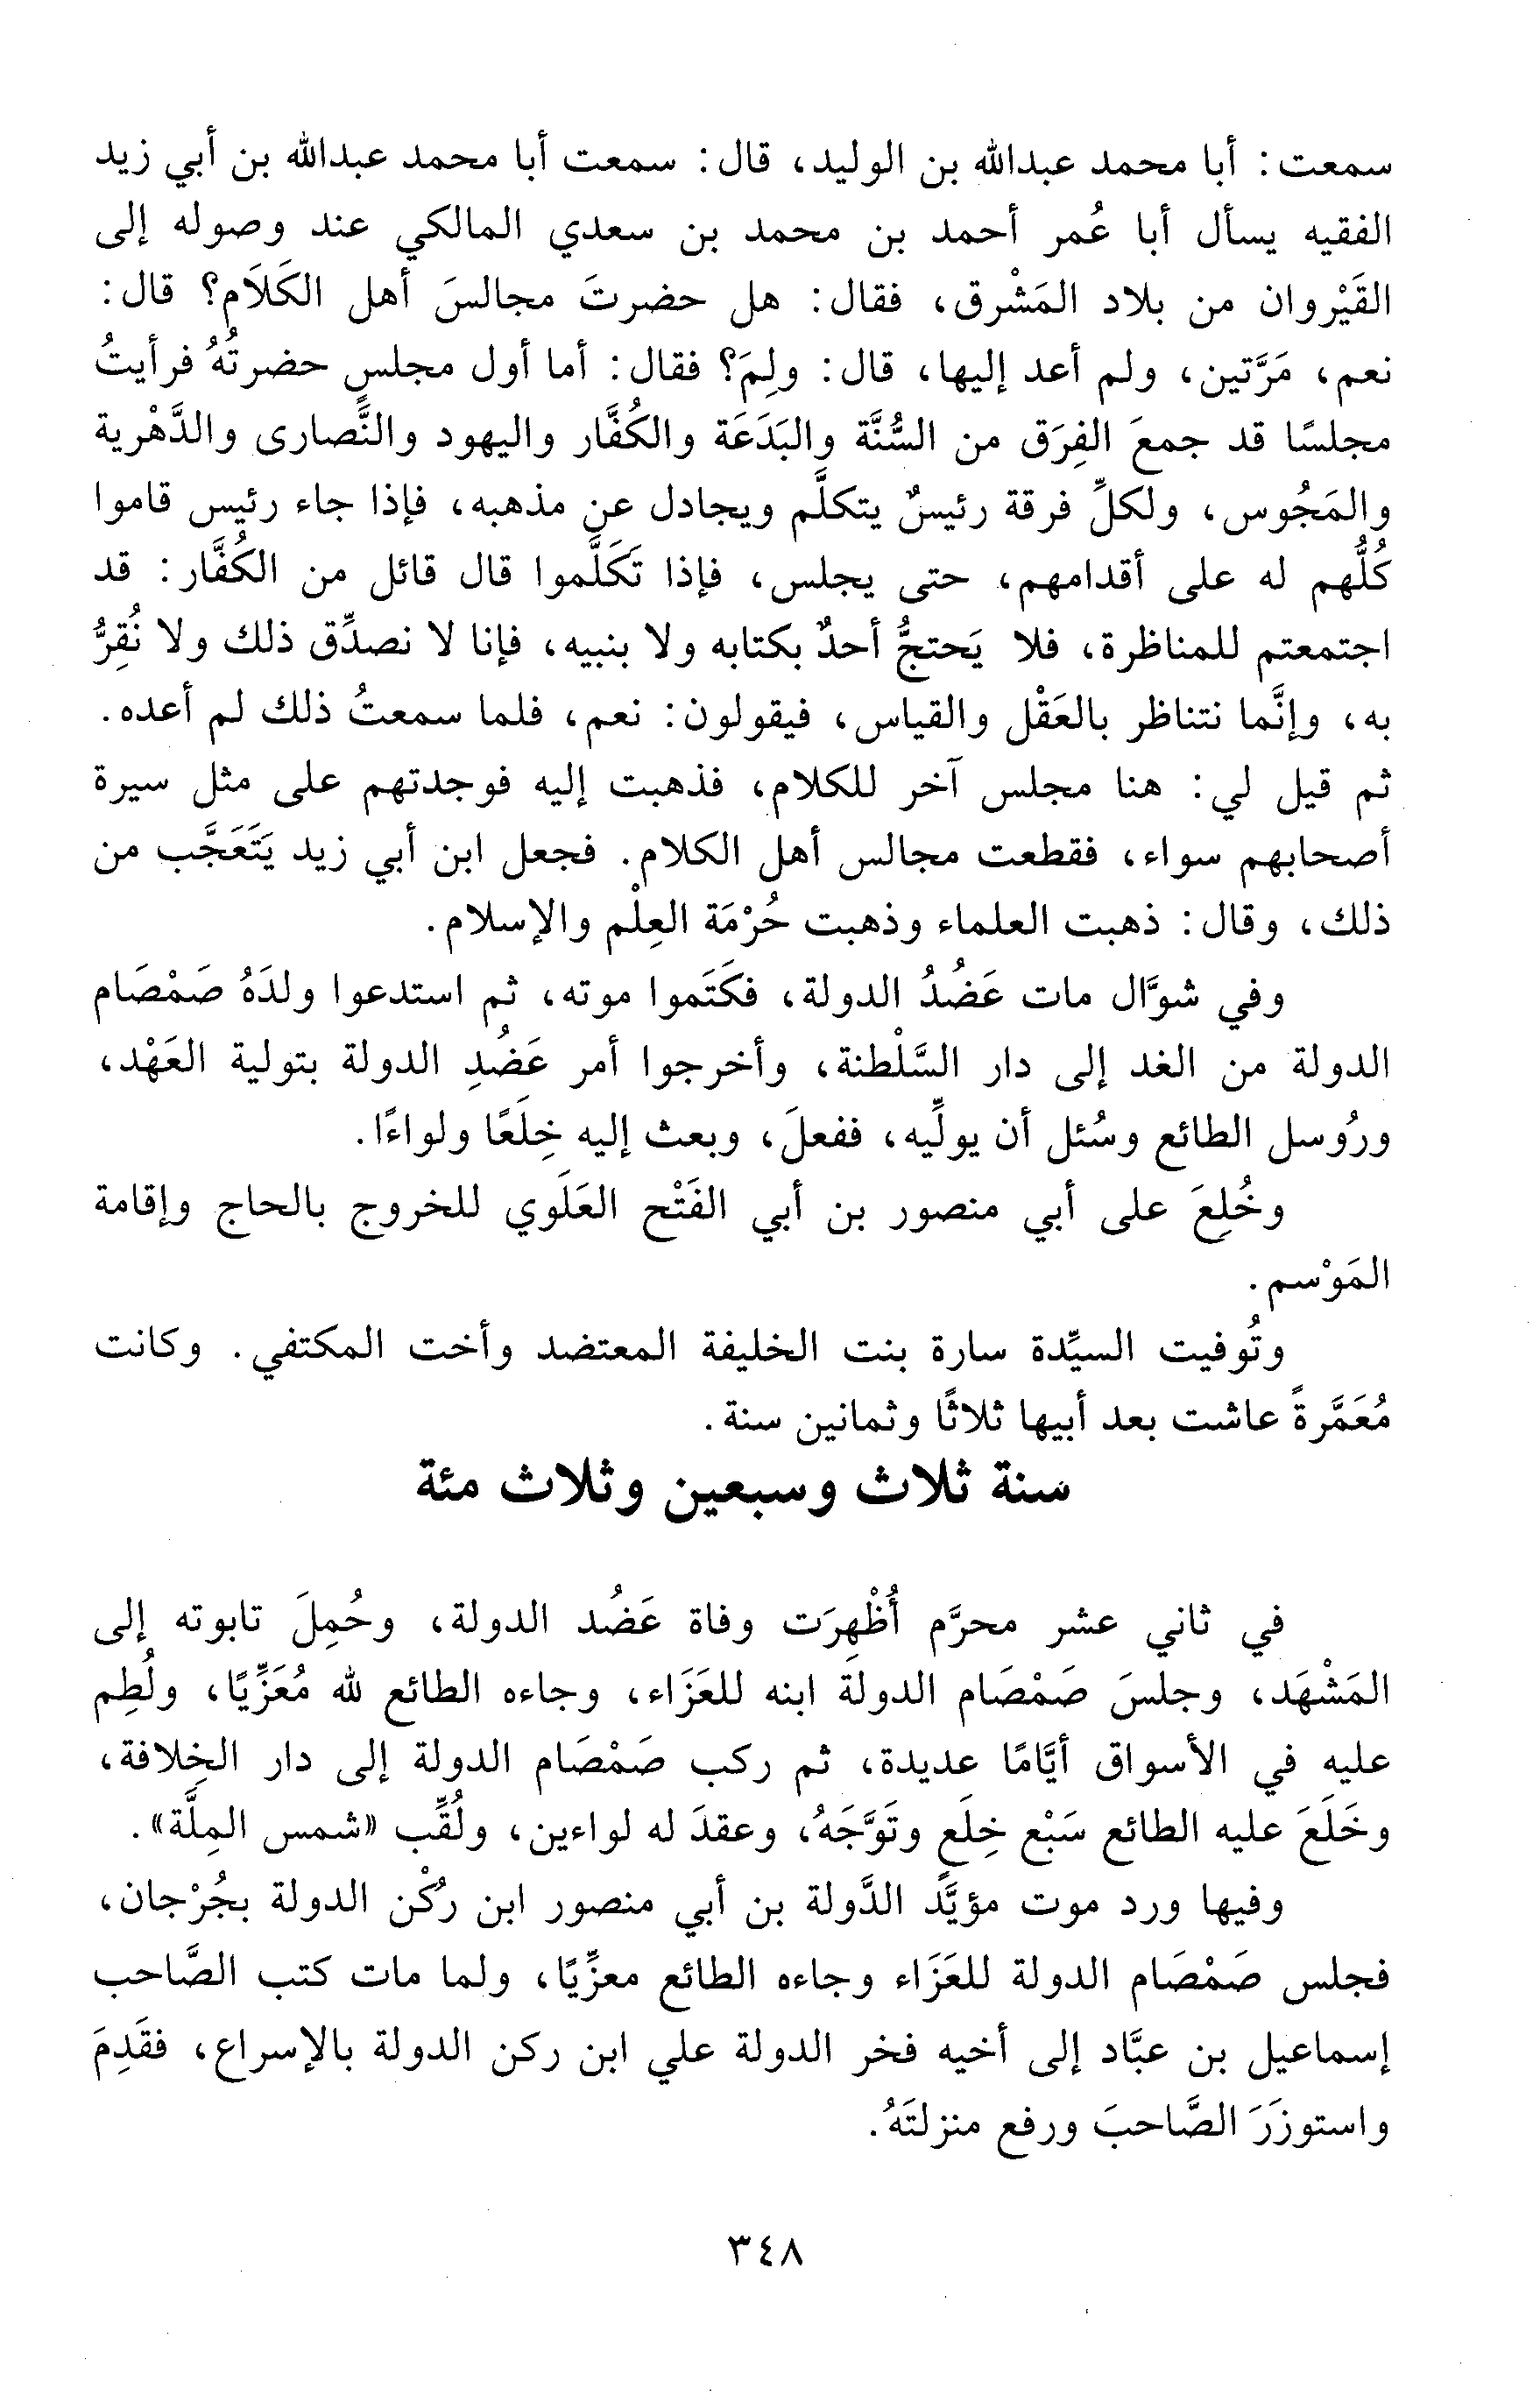 سمعت: أبا محمد عبدالله بن الوليد، قال: سمعت أبا محمد عبدالله بن أبي زيد
الفقيه يسأل أبا عُمر أحمد بن محمد بن سعدي المالكي عند وصوله إلى
القَيْروان من بلاد المَشْرق، فقال: هل حضرتَ مجالسَ أهل الكَلَام؟ قال:
نعم، مَرَّتين، ولم أعد إليها، قال: ولِمَ؟ فقال: أما أول مجلسٍ حضرتُهُ فرأيتُ
مجلسًا قد جمعَ الفِرَق من السُّنَّة والبَدَعَة والكُفَّار واليهود والنَّصارى والدَّهْرية
والمَجُوس، ولكلِّ فرقة رئيسٌ يتكلَّم ويجادل عن مذهبه، فإذا جاء رئيس قاموا
كُلُّهم له على أقدامهم، حتى يجلس، فإذا تَكَلَّموا قال قائل من الكُفَّار: قد
اجتمعتم للمناظرة، فلا يَحتجُّ أحدٌ بكتابه ولا بنبيه، فإنا لا نصدِّق ذلك ولا نُقِرُّ
به، وإنَّما نتناظر بالعَقْل والقياس، فيقولون: نعم، فلما سمعتُ ذلك لم أعده.
ثم قيل لي: هنا مجلس آخر للكلام، فذهبت إليه فوجدتهم على مثل سيرة
أصحابهم سواء، فقطعت مجالس أهل الكلام. فجعل ابن أبي زيد يَتَعَجَّب من
ذلك، وقال: ذهبت العلماء وذهبت حُرْمَة العِلْم والإسلام.
وفي شوَّال مات عَضُدُ الدولة، فكَتَموا موته، ثم استدعوا ولدَهُ صَمْصَام
الدولة من الغد إلى دار السَّلْطنة، وأخرجوا أمر عَضُدِ الدولة بتولية العَهْد،
ورُوسل الطائع وسُئل أن يولِّيه، ففعلَ، وبعث إليه خِلَعًا ولواءًا.
وخُلِعَ على أبي منصور بن أبي الفَتْح العَلَوي للخروج بالحاج وإقامة
المَوْسم.
وتُوفيت السيِّدة سارة بنت الخليفة المعتضد وأخت المكتفي. وكانت
مُعَمَّرةً عاشت بعد أبيها ثلاثًا وثمانين سنة.
سنة ثلاث وسبعين وثلاث مئة
في ثاني عشر محرَّم أُظْهِرَت وفاة عَضُد الدولة، وحُمِلَ تابوته إلى
المَشْهَد، وجلسَ صَمْصَام الدولة ابنه للعَزَاء، وجاءه الطائع لله مُعَزِّيًا، ولُطِم
عليه في الأسواق أيَّامًا عديدة، ثم ركب صَمْصَام الدولة إلى دار الخِلافة،
وخَلَعَ عليه الطائع سَبْع خِلَع وتَوَّجَهُ، وعقدَ له لواءين، ولُقِّب «شمس المِلَّة».
وفيها ورد موت مؤيَّد الدَّولة بن أبي منصور ابن رُكْن الدولة بجُرْجان،
فجلس صَمْصَام الدولة للعَزَاء وجاءه الطائع معزِّيًا، ولما مات كتب الصَّاحب
إسماعيل بن عبَّاد إلى أخيه فخر الدولة علي ابن ركن الدولة بالإسراع، فقَدِمَ
واستوزَرَ الصَّاحبَ ورفع منزلتَهُ.
٣٤٨